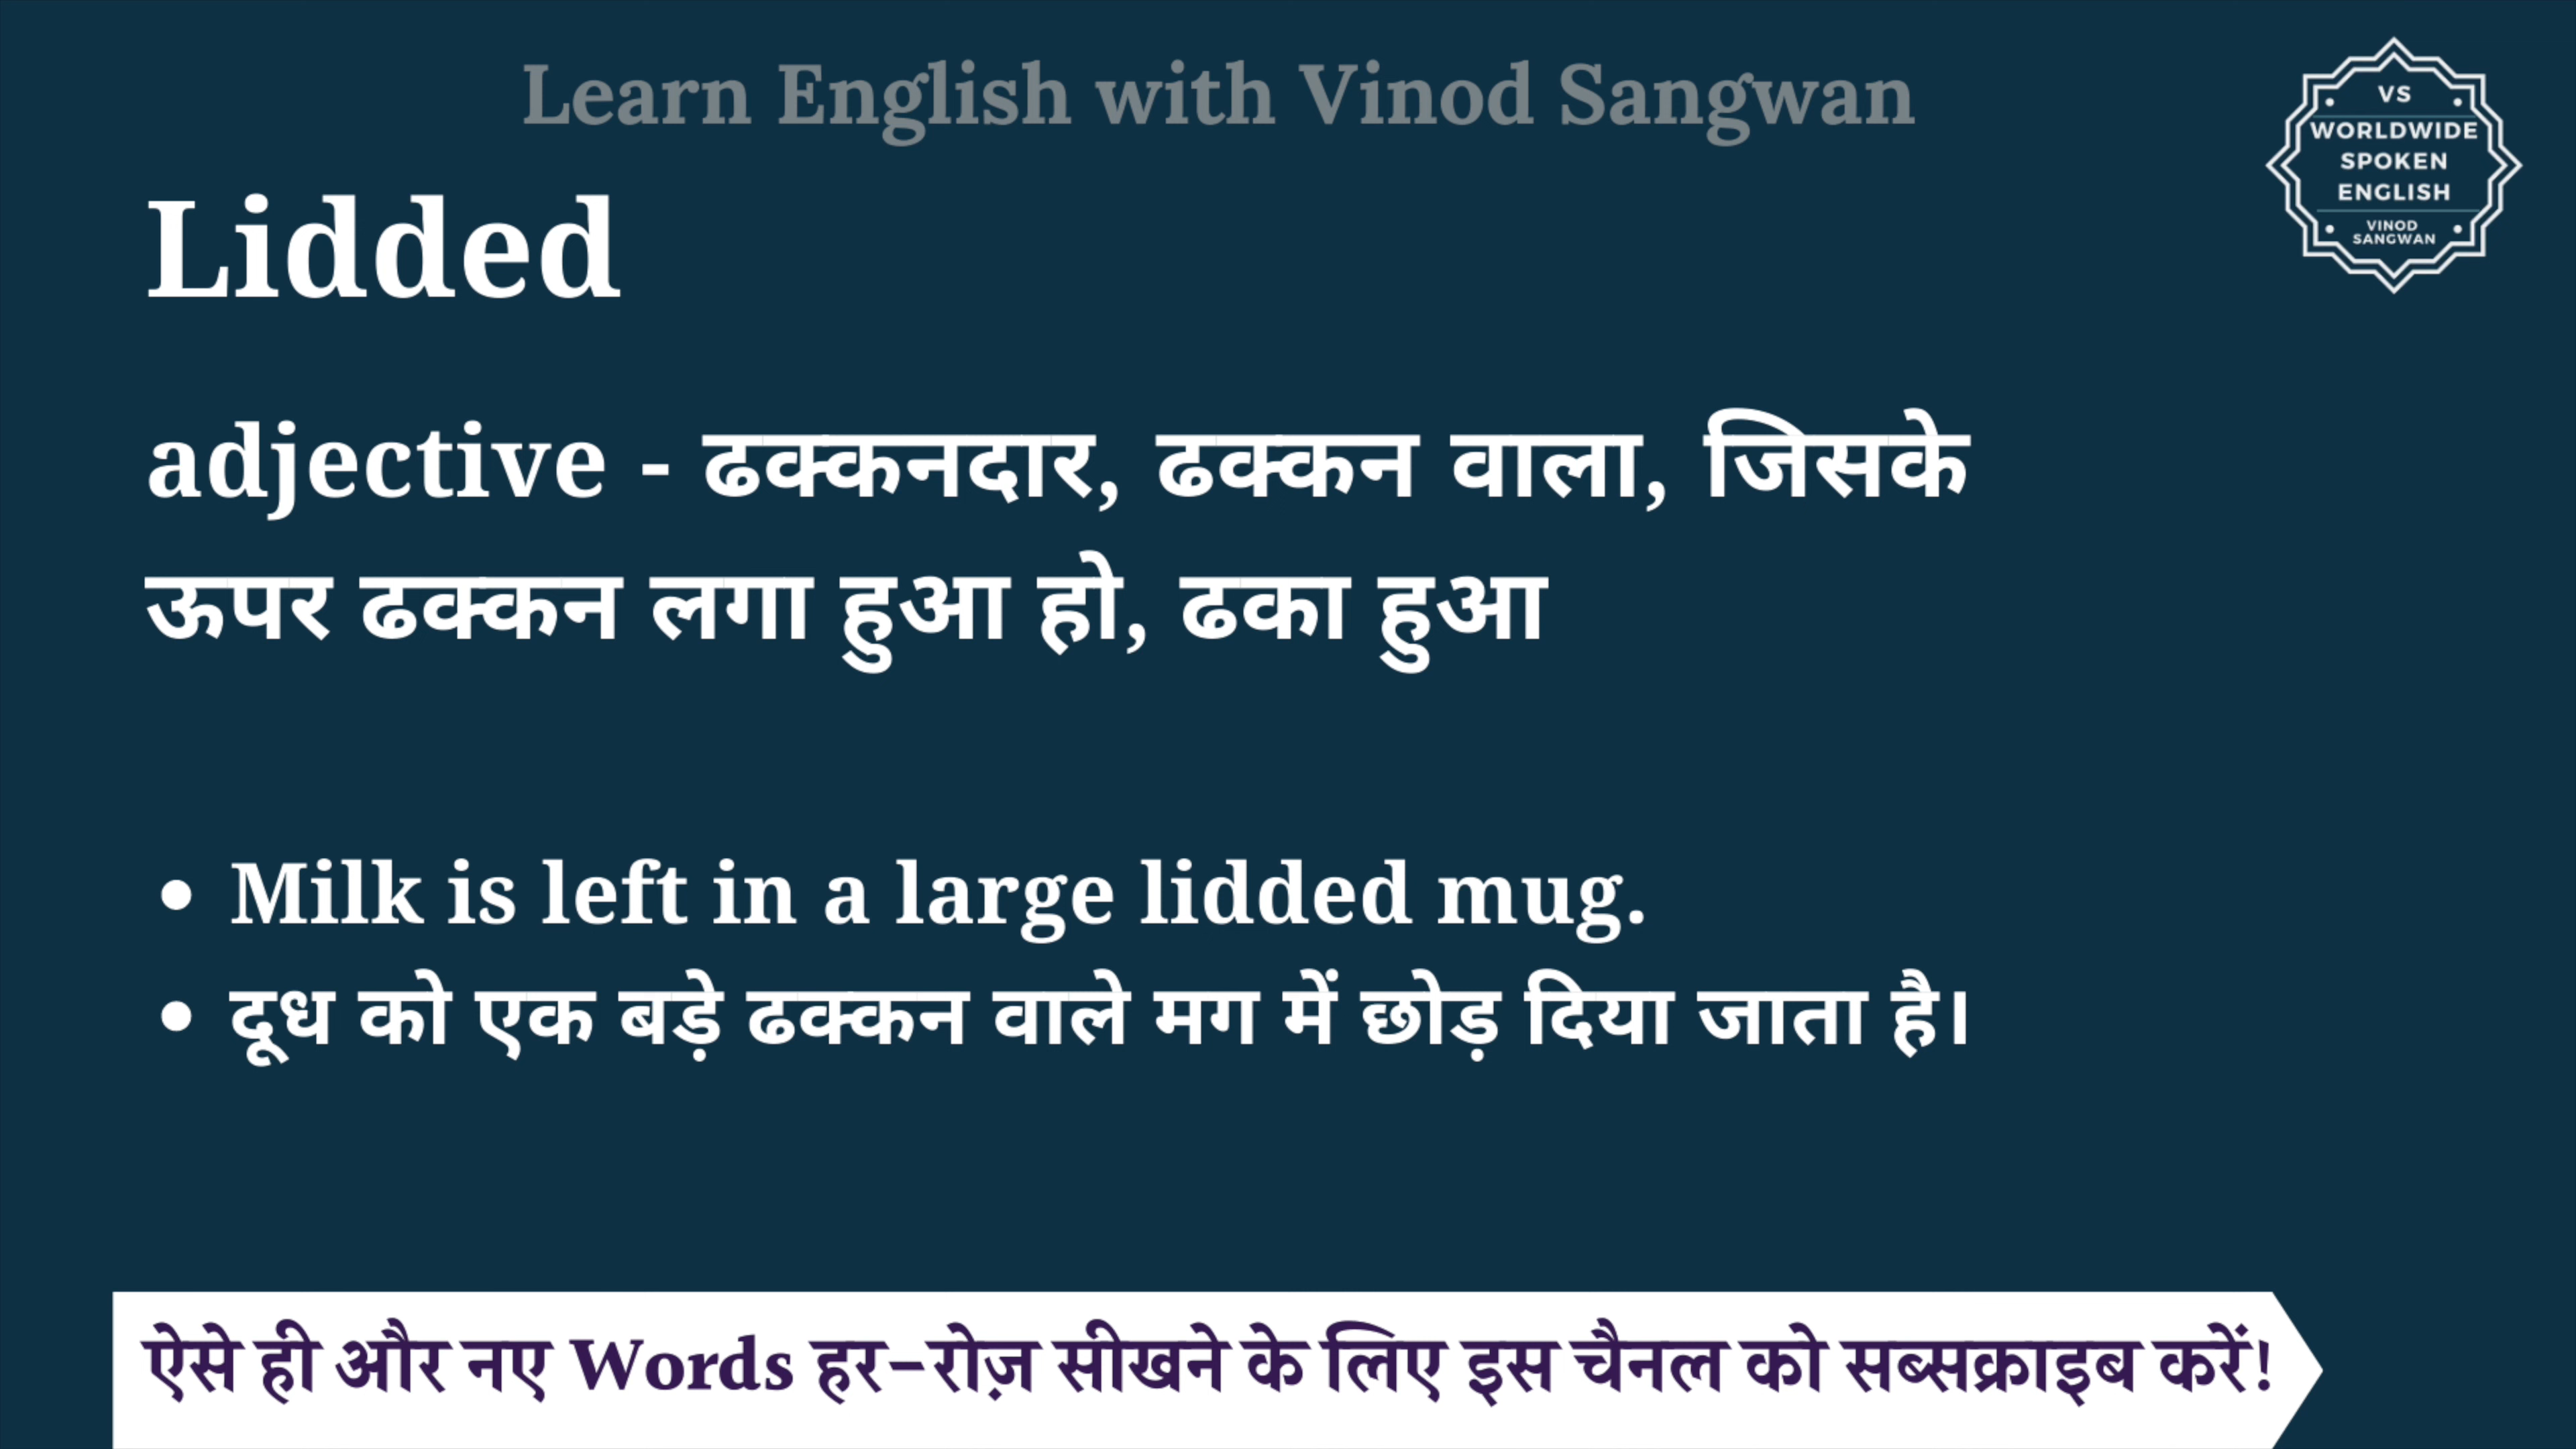 Learn English with Vinod Sangwan
VS
WORLDWIDE
SPOKEN
ENGLISH
VINOD
SANGWAN
Lidded
adjective - ढक्कनदार, ढक्कन वाला, जिसके
ऊपर ढक्कन लगा हुआ हो, ढका हुआ
• Milk is left in a large lidded mug.
• दूध को एक बड़े ढक्कन वाले मग में छोड़ दिया जाता है।
ऐसे ही और नए Words हर-रोज़ सीखने के लिए इस चैनल को सब्सक्राइब करें!